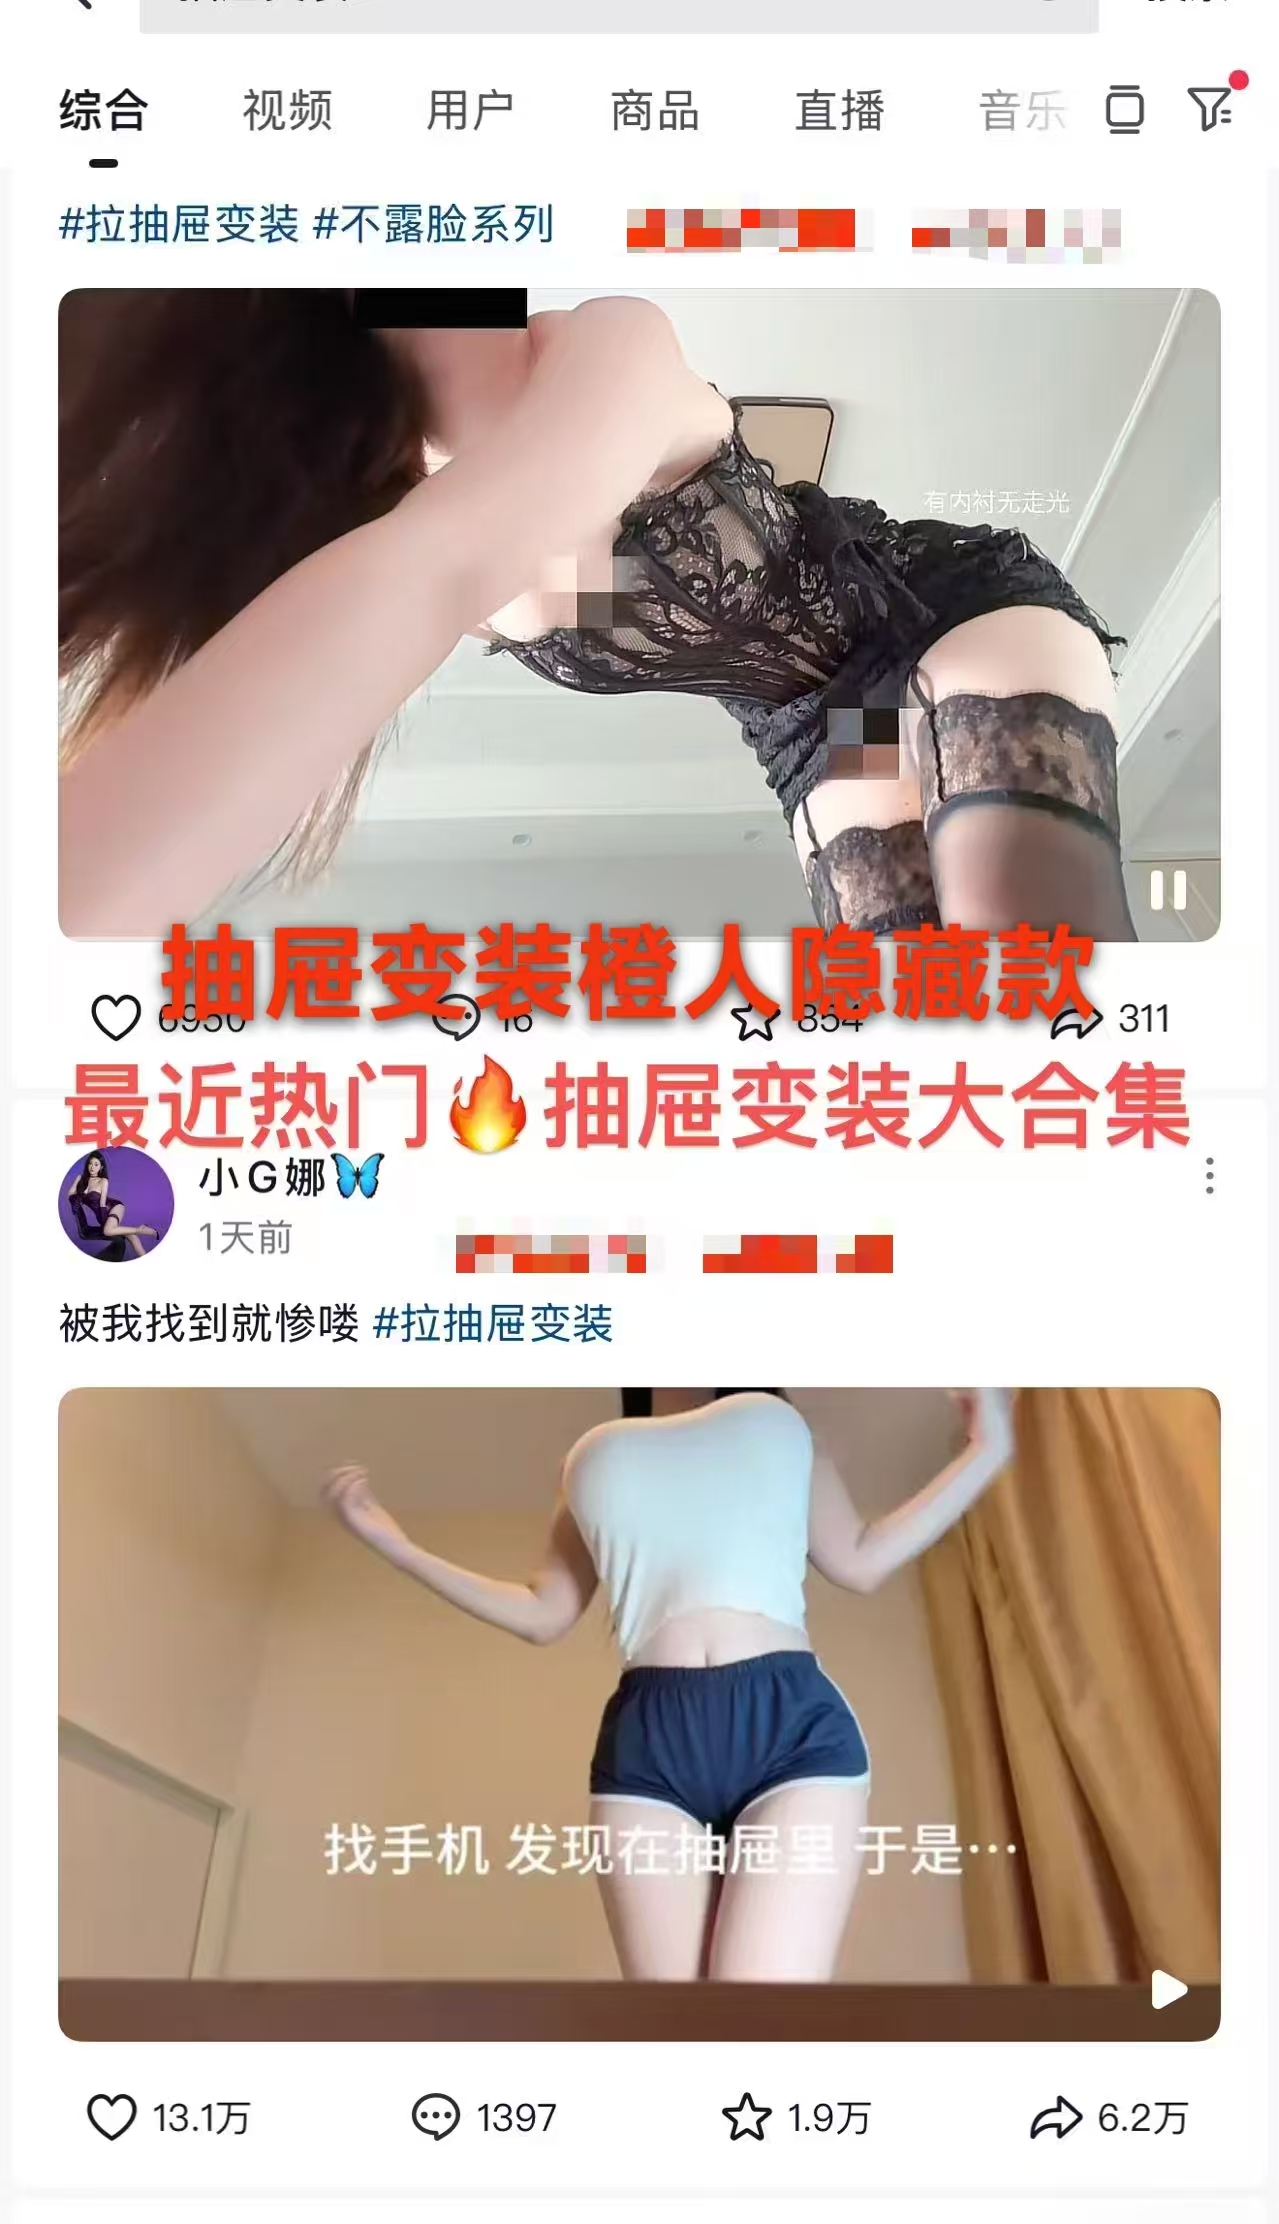 综合 视频 用户 商品 直播 音乐
#拉抽屉变装 #不露脸系列
有内衬无走光
抽屉变装橙人隐藏款
6950 16 854 311
最近热门🔥抽屉变装大合集
小G娜🦋
1天前
被我找到就惨喽 #拉抽屉变装
找手机 发现在抽屉里 于是…
13.1万 1397 1.9万 6.2万